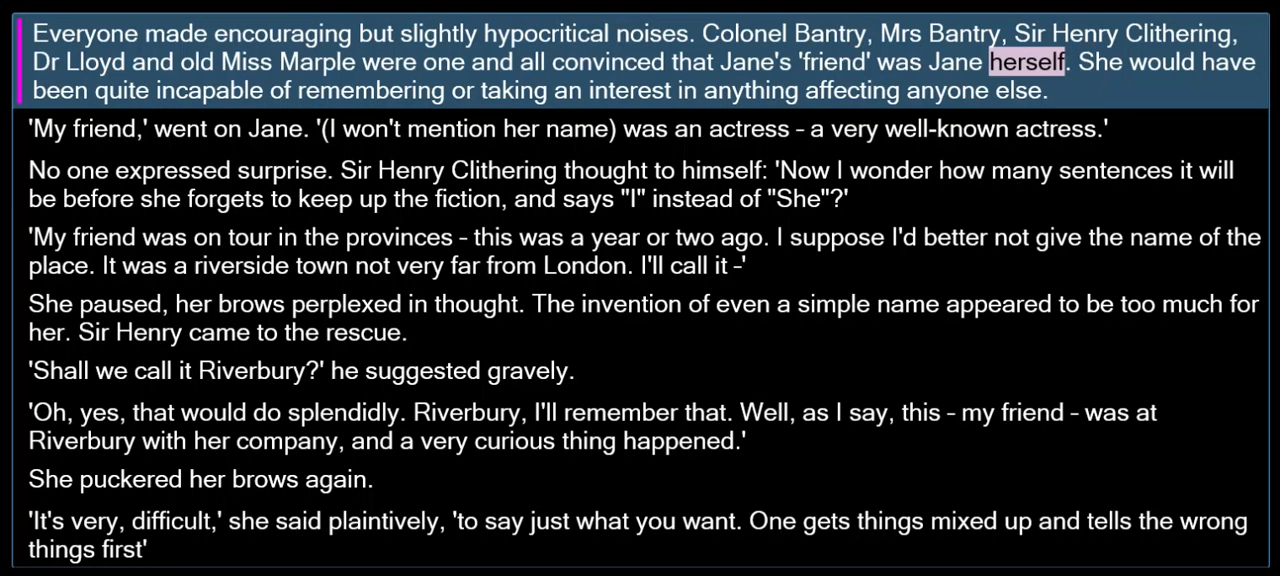 Everyone made encouraging but slightly hypocritical noises. Colonel Bantry, Mrs Bantry, Sir Henry Clithering,
Dr Lloyd and old Miss Marple were one and all convinced that Jane's 'friend' was Jane herself. She would have
been quite incapable of remembering or taking an interest in anything affecting anyone else.
'My friend,' went on Jane. '(I won't mention her name) was an actress - a very well-known actress.'
No one expressed surprise. Sir Henry Clithering thought to himself: 'Now I wonder how many sentences it will
be before she forgets to keep up the fiction, and says "I" instead of "She"?'
'My friend was on tour in the provinces - this was a year or two ago. I suppose I'd better not give the name of the
place. It was a riverside town not very far from London. I'll call it -'
She paused, her brows perplexed in thought. The invention of even a simple name appeared to be too much for
her. Sir Henry came to the rescue.
'Shall we call it Riverbury?' he suggested gravely.
'Oh, yes, that would do splendidly. Riverbury, I'll remember that. Well, as I say, this - my friend - was at
Riverbury with her company, and a very curious thing happened.'
She puckered her brows again.
'It's very, difficult,' she said plaintively, 'to say just what you want. One gets things mixed up and tells the wrong
things first'